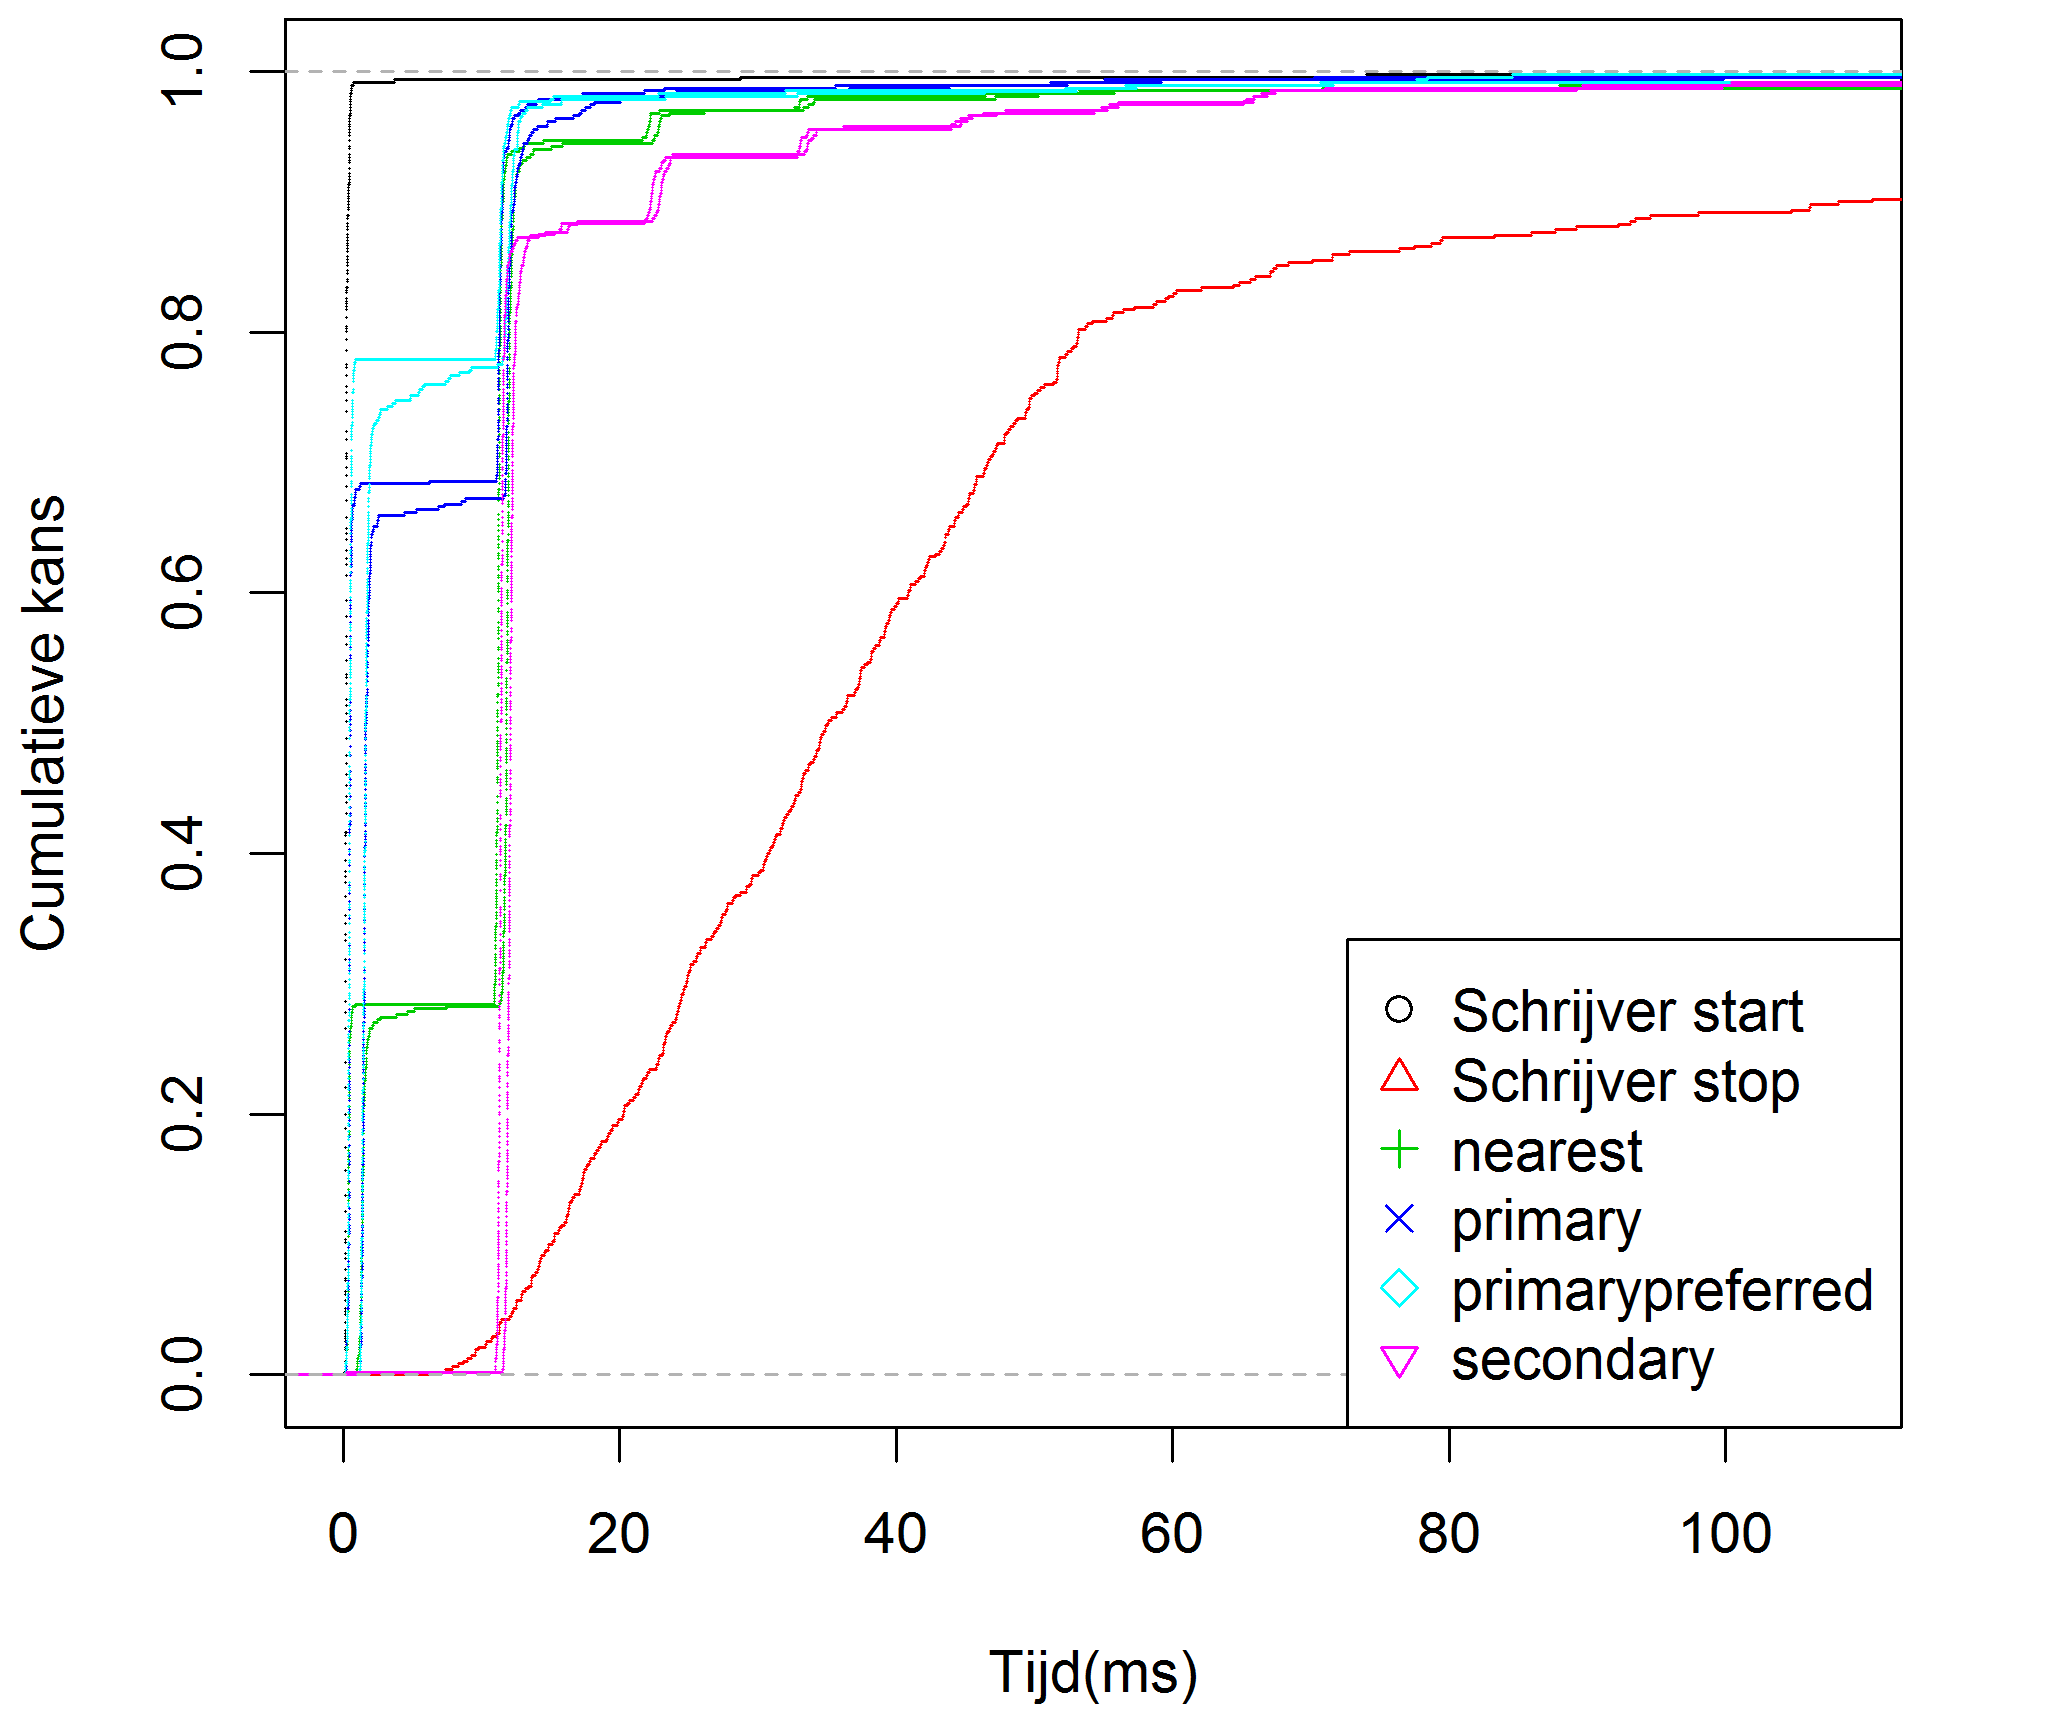 1.0
0.8
0.6
0.4
0.2
0.0
Cumulatieve kans
Schrijver start
Schrijver stop
nearest
primary
primarypreferred
secondary
0 20 40 60 80 100
Tijd(ms)